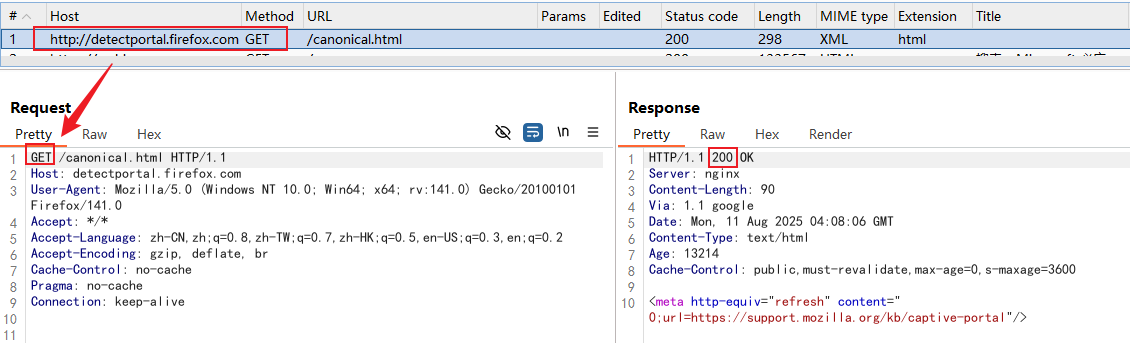 # Host Method URL Params Edited Status code Length MIME type Extension Title
1 http://detectportal.firefox.com GET /canonical.html 200 298 XML html
Request
Response
Pretty Raw Hex \n
Pretty Raw Hex Render
1 GET /canonical.html HTTP/1.1
2 Host: detectportal.firefox.com
3 User-Agent: Mozilla/5.0 (Windows NT 10.0; Win64; x64; rv:141.0) Gecko/20100101
Firefox/141.0
4 Accept: */*
5 Accept-Language: zh-CN,zh;q=0.8,zh-TW;q=0.7,zh-HK;q=0.5,en-US;q=0.3,en;q=0.2
6 Accept-Encoding: gzip, deflate, br
7 Cache-Control: no-cache
8 Pragma: no-cache
9 Connection: keep-alive
10
11
1 HTTP/1.1 200 OK
2 Server: nginx
3 Content-Length: 90
4 Via: 1.1 google
5 Date: Mon, 11 Aug 2025 04:08:06 GMT
6 Content-Type: text/html
7 Age: 13214
8 Cache-Control: public,must-revalidate,max-age=0,s-maxage=3600
9
10 <meta http-equiv="refresh" content="
0;url=https://support.mozilla.org/kb/captive-portal"/>